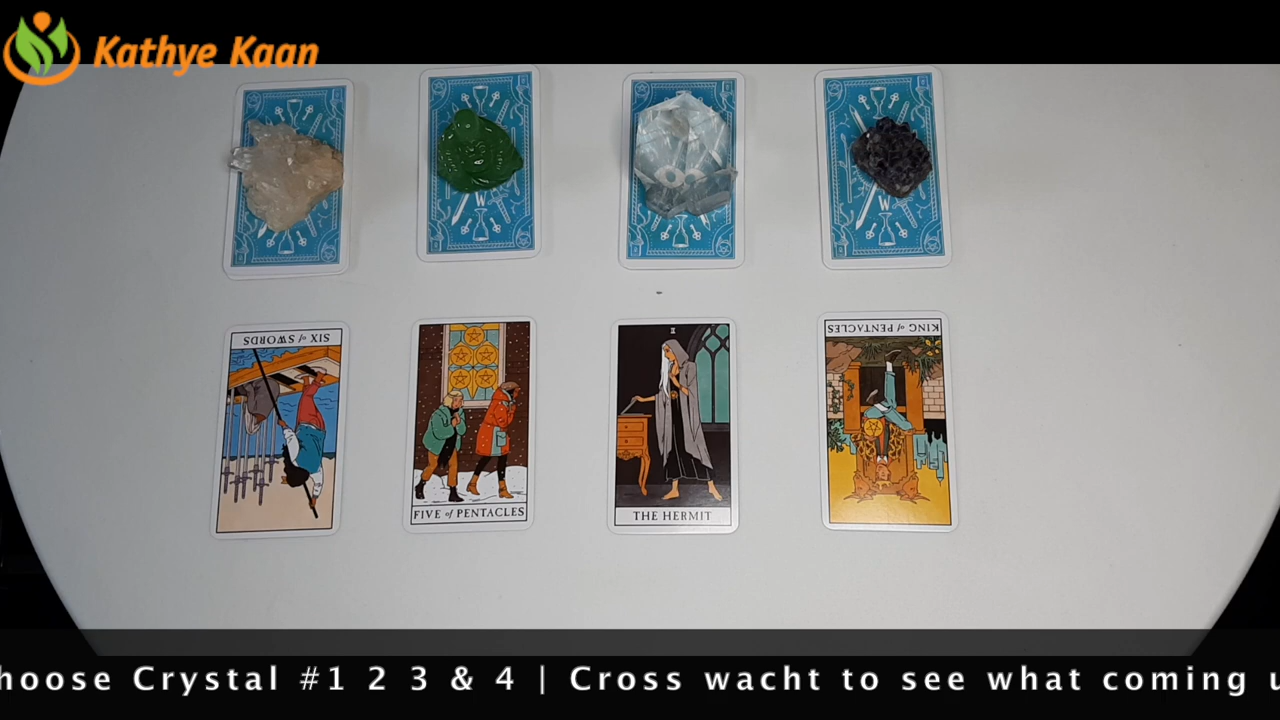 Kathye Kaan
W
W
SIX of SWORDS
FIVE of PENTACLES
THE HERMIT
KING of PENTACLES
hoose Crystal #1 2 3 & 4 | Cross wacht to see what coming u